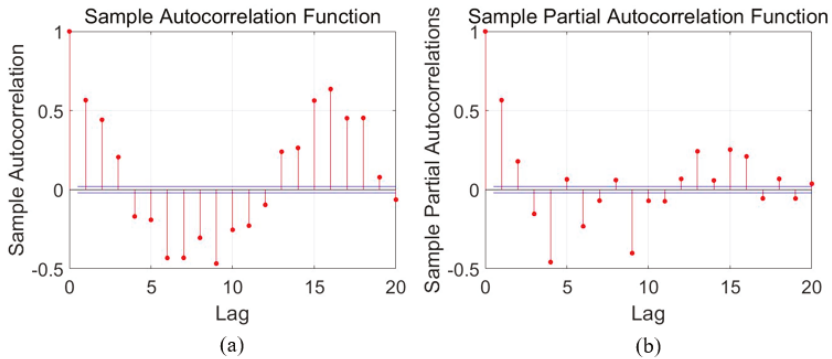 Sample Autocorrelation Function
Sample Autocorrelation
1
0.5
0
-0.5
0 5 10 15 20
Lag
(a)
Sample Partial Autocorrelation Function
Sample Partial Autocorrelations
1
0.5
0
-0.5
0 5 10 15 20
Lag
(b)